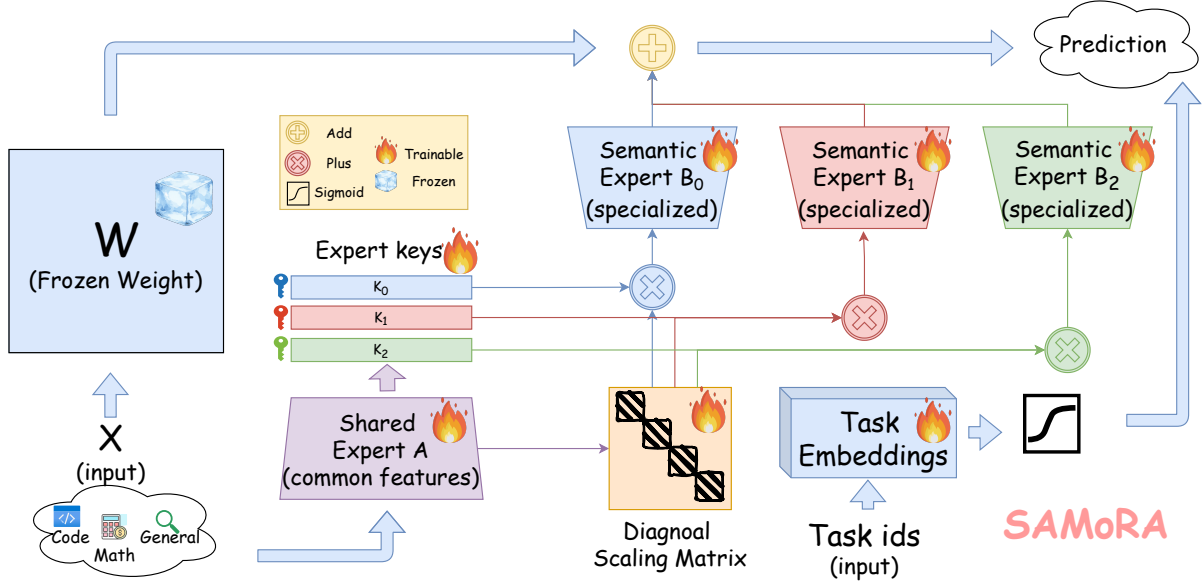 Prediction
Add
Plus
Sigmoid
Trainable
Frozen
Semantic
Expert B0
(specialized)
Semantic
Expert B1
(specialized)
Semantic
Expert B2
(specialized)
W
(Frozen Weight)
Expert keys
K0
K1
K2
X
(input)
Code
Math
General
Shared
Expert A
(common features)
Diagnoal
Scaling Matrix
Task
Embeddings
Task ids
(input)
SAMoRA